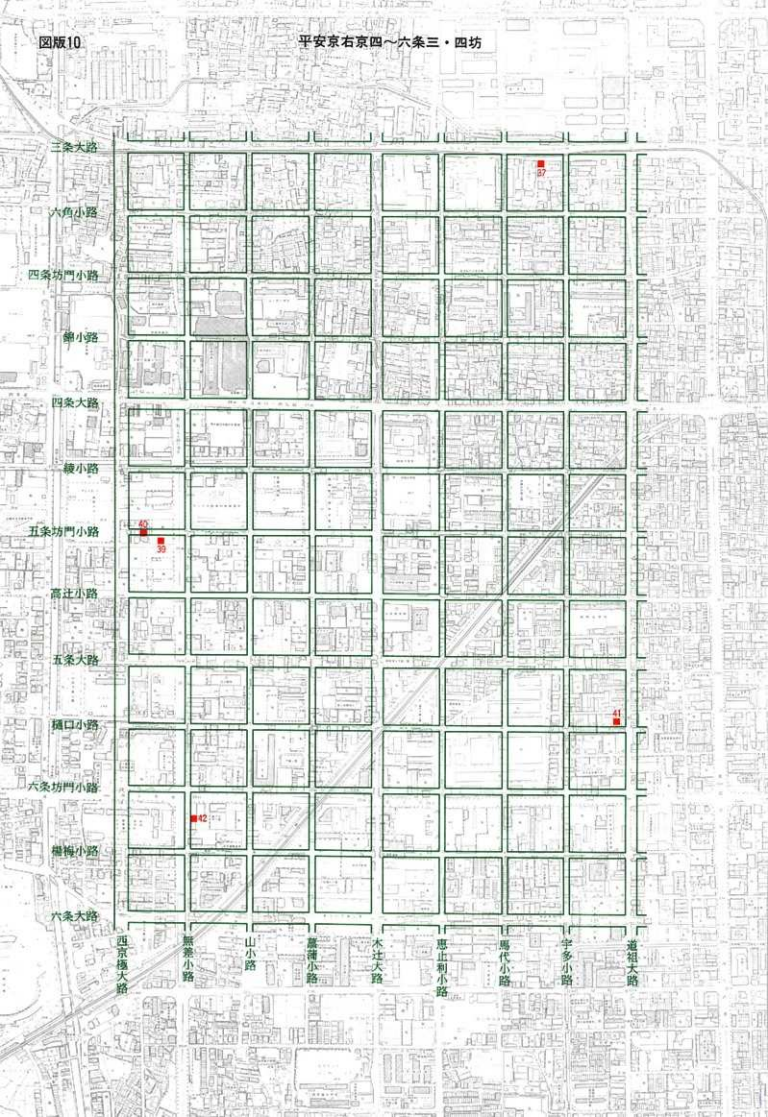 図版10
平安京右京四～六条三・四坊
三条大路
37
六角小路
四条坊門小路
錦小路
四条大路
綾小路
五条坊門小路
40
39
高辻小路
五条大路
樋口小路
41
六条坊門小路
42
楊梅小路
六条大路
西京極大路
無差小路
山小路
菖蒲小路
木辻大路
恵止利小路
馬代小路
宇多小路
道祖大路